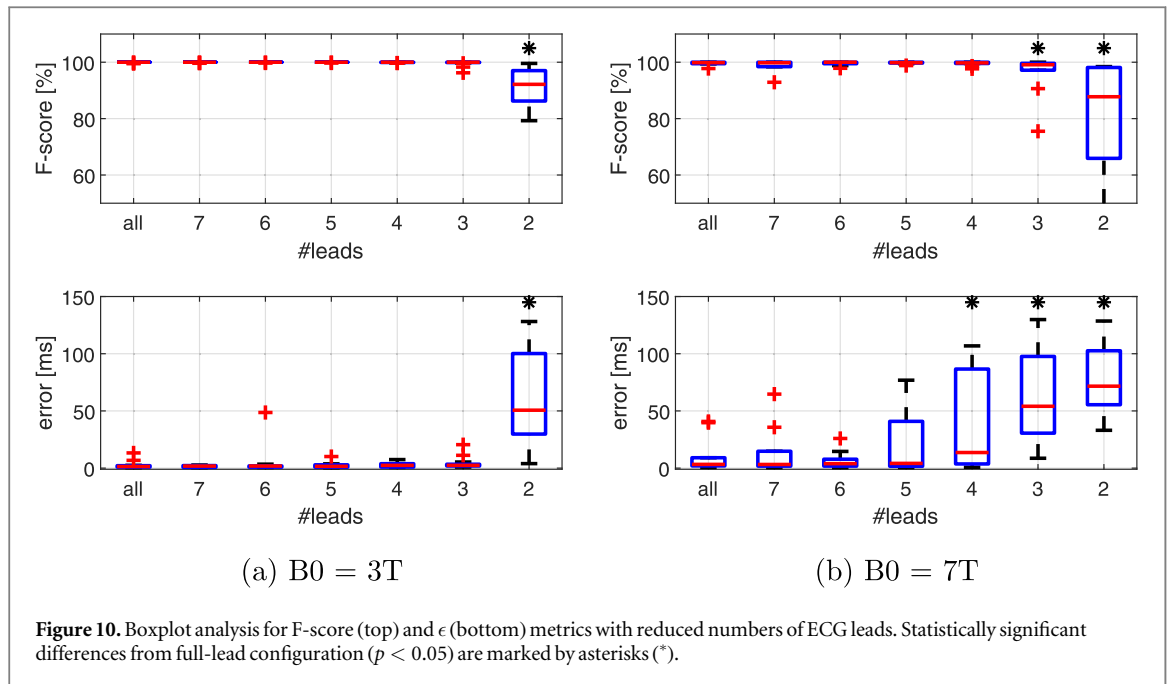 F-score [%]
100
80
60
all 7 6 5 4 3 2
#leads
*
error [ms]
150
100
50
0
all 7 6 5 4 3 2
#leads
*
(a) B0 = 3T
F-score [%]
100
80
60
all 7 6 5 4 3 2
#leads
* *
error [ms]
150
100
50
0
all 7 6 5 4 3 2
#leads
* * *
(b) B0 = 7T
Figure 10. Boxplot analysis for F-score (top) and ϵ (bottom) metrics with reduced numbers of ECG leads. Statistically significant
differences from full-lead configuration (p < 0.05) are marked by asterisks (*).